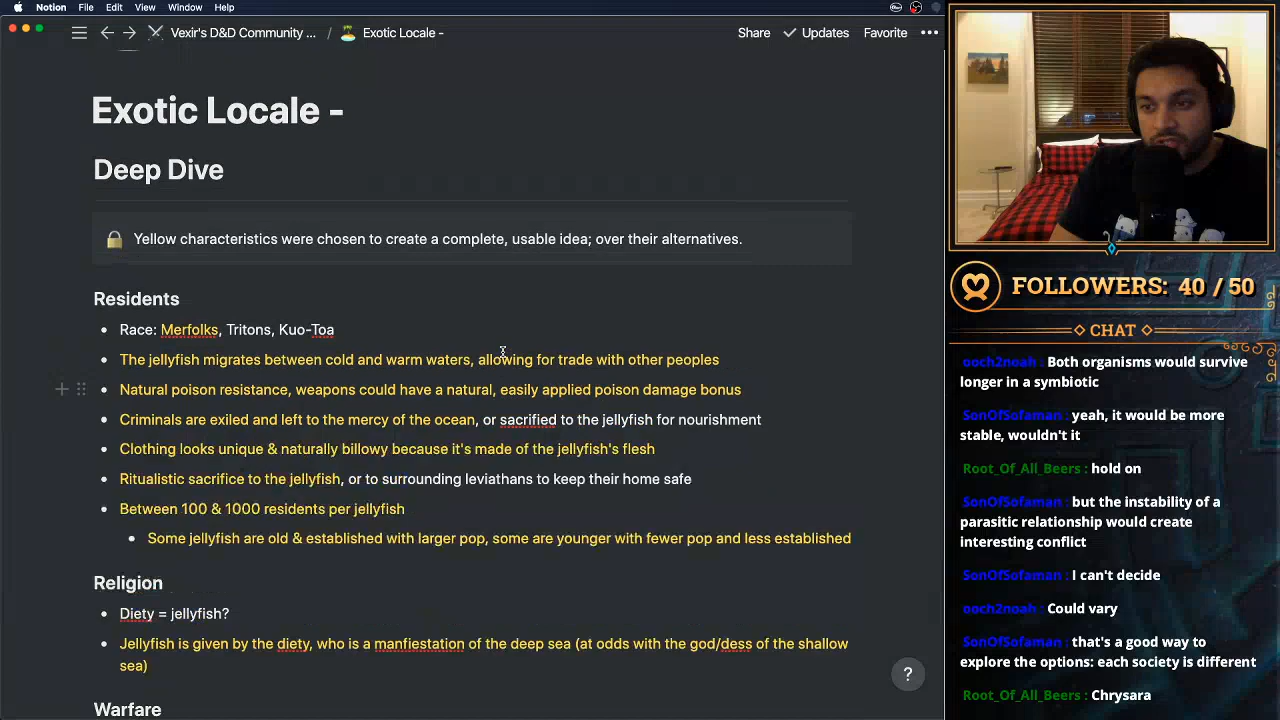 Notion File Edit View Window Help
Vexir's D&D Community ... / Exotic Locale -
Share Updates Favorite •••
Exotic Locale -
Deep Dive
Yellow characteristics were chosen to create a complete, usable idea; over their alternatives.
Residents
• Race: Merfolks, Tritons, Kuo-Toa
• The jellyfish migrates between cold and warm waters, allowing for trade with other peoples
• Natural poison resistance, weapons could have a natural, easily applied poison damage bonus
• Criminals are exiled and left to the mercy of the ocean, or sacrified to the jellyfish for nourishment
• Clothing looks unique & naturally billowy because it's made of the jellyfish's flesh
• Ritualistic sacrifice to the jellyfish, or to surrounding leviathans to keep their home safe
• Between 100 & 1000 residents per jellyfish
• Some jellyfish are old & established with larger pop, some are younger with fewer pop and less established
Religion
• Diety = jellyfish?
• Jellyfish is given by the diety, who is a manfiestation of the deep sea (at odds with the god/dess of the shallow
sea)
Warfare
?
FOLLOWERS: 40 / 50
CHAT
ooch2noah : Both organisms would survive
longer in a symbiotic
SonOfSofaman : yeah, it would be more
stable, wouldn't it
Root_Of_All_Beers : hold on
SonOfSofaman : but the instability of a
parasitic relationship would create
interesting conflict
SonOfSofaman : I can't decide
ooch2noah : Could vary
SonOfSofaman : that's a good way to
explore the options: each society is different
Root_Of_All_Beers : Chrysara